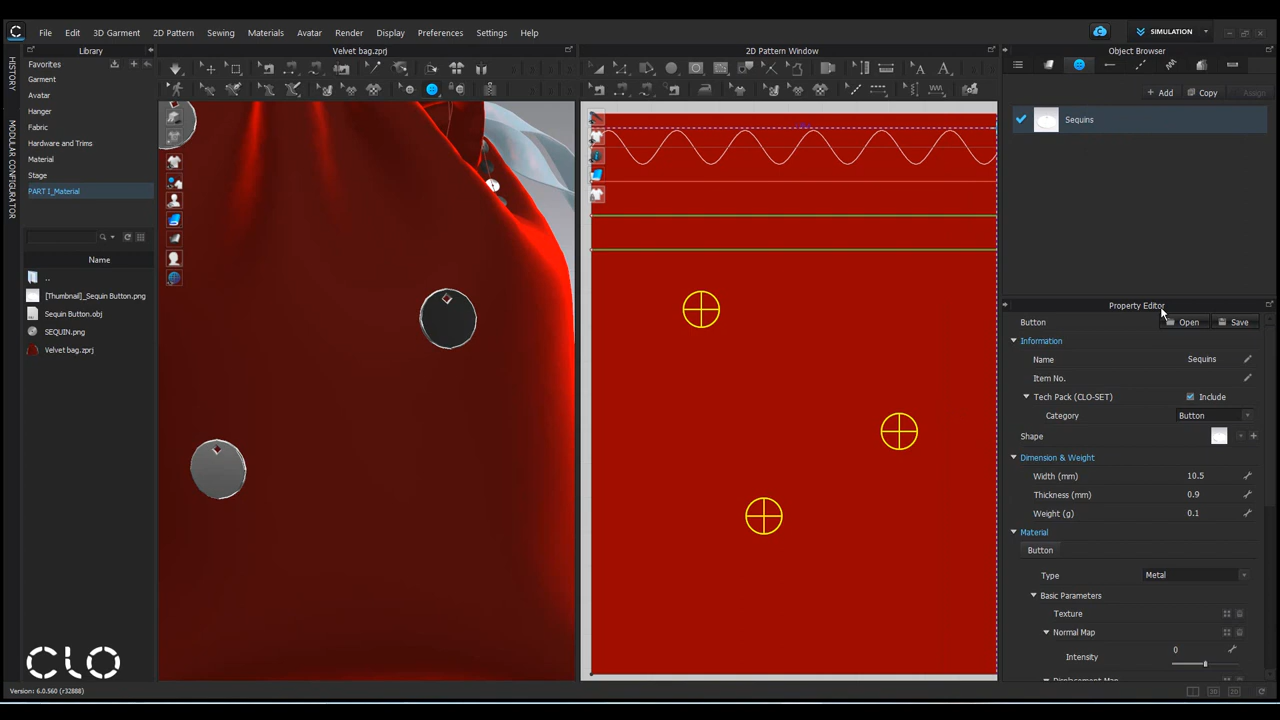 File Edit 3D Garment 2D Pattern Sewing Materials Avatar Render Display Preferences Settings Help
SIMULATION
Library
Velvet bag.zprj
2D Pattern Window
Object Browser
HISTORY
MODULAR CONFIGURATOR
Favorites
Garment
Avatar
Hanger
Fabric
Hardware and Trims
Material
Stage
PART I_Material
Name
..
[Thumbnail]_Sequin Button.png
Sequin Button.obj
SEQUIN.png
Velvet bag.zprj
+ Add
Copy
Assign
Sequins
Property Editor
Button
Open
Save
Information
Name Sequins
Item No.
Tech Pack (CLO-SET) Include
Category Button
Shape
Dimension & Weight
Width (mm) 10.5
Thickness (mm) 0.9
Weight (g) 0.1
Material
Button
Type Metal
Basic Parameters
Texture
Normal Map
Intensity 0
Displacement Map
CLO
Version: 6.0.560 (r32888)
3D
2D